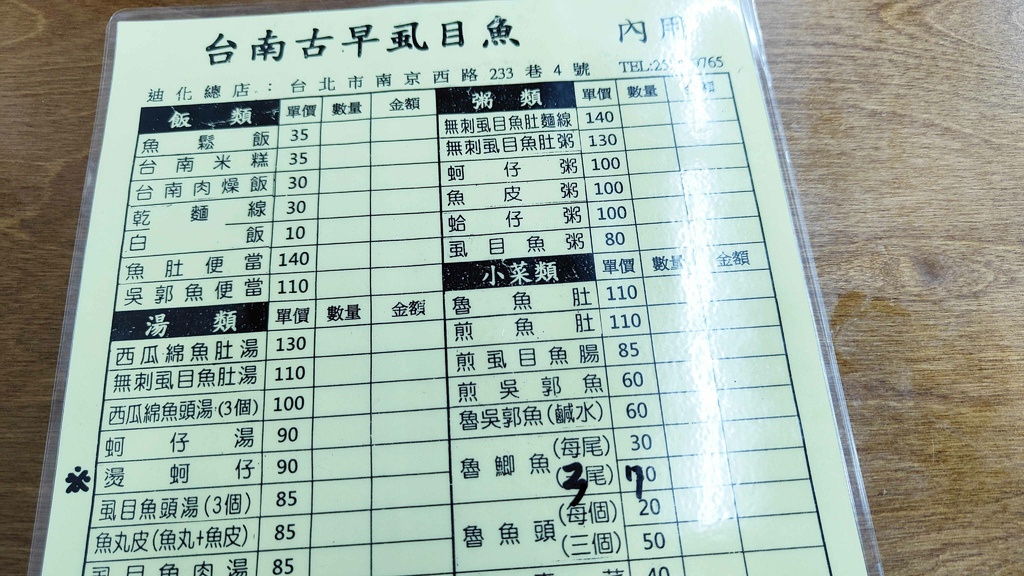 台南古早虱目魚 內用
迪化總店：台北市南京西路233巷4號 TEL:
飯類 單價 數量 金額
魚鬆飯 35
台南米糕 35
台南肉燥飯 30
乾麵線 30
白飯 10
魚肚便當 140
吳郭魚便當 110
湯類 單價 數量 金額
西瓜綿魚肚湯 130
無刺虱目魚肚湯 110
西瓜綿魚頭湯(3個) 100
蚵仔湯 90
※ 燙蚵仔 90
虱目魚頭湯(3個) 85
魚丸皮(魚丸+魚皮) 85
虱目魚肉湯 85
粥類 單價 數量
無刺虱目魚肚麵線 140
無刺虱目魚肚粥 130
蚵仔粥 100
魚皮粥 100
蛤仔粥 100
虱目魚粥 80
小菜類 單價 數量 金額
魯魚肚 110
煎魚肚 110
煎虱目魚腸 85
煎吳郭魚 60
魯吳郭魚(鹹水) 60
魯鯽魚 (每尾) 30
(3尾) 70
魯魚頭 (每個) 20
(三個) 50
40